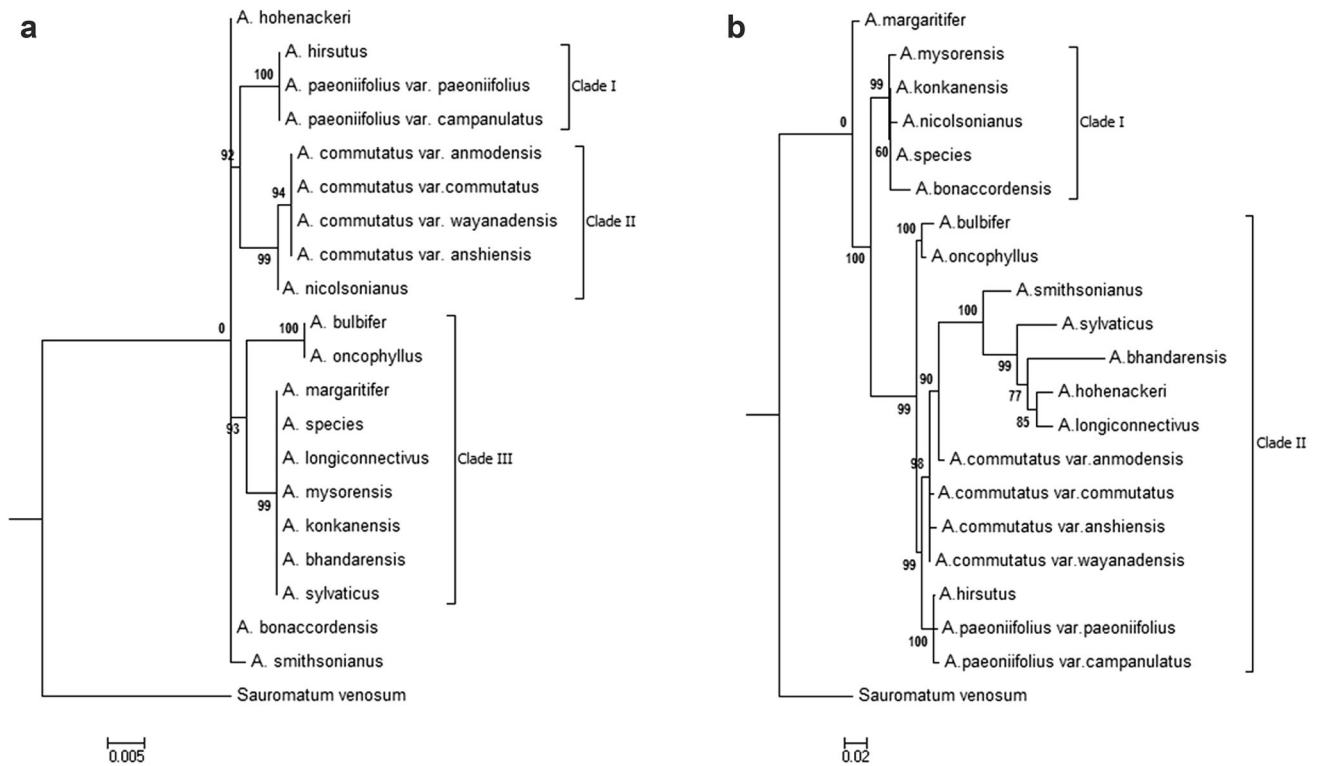 a
A. hohenackeri
A. hirsutus
100
A. paeoniifolius var. paeoniifolius
Clade I
A. paeoniifolius var. campanulatus
92
A. commutatus var. anmodensis
94
A. commutatus var.commutatus
A. commutatus var. wayanadensis
Clade II
A. commutatus var. anshiensis
99
A. nicolsonianus
0
100
A. bulbifer
A. oncophyllus
A. margaritifer
93
A. species
A. longiconnectivus
Clade III
A. mysorensis
99
A. konkanensis
A. bhandarensis
A. sylvaticus
A. bonaccordensis
A. smithsonianus
Sauromatum venosum
0.005
b
A.margaritifer
A.mysorensis
99
A.konkanensis
0
A.nicolsonianus
Clade I
60
A.species
A.bonaccordensis
100
A.bulbifer
100
A.oncophyllus
A.smithsonianus
100
A.sylvaticus
99
A.bhandarensis
90
77
A.hohenackeri
99
85
A.longiconnectivus
Clade II
98
A.commutatus var.anmodensis
A.commutatus var.commutatus
A.commutatus var.anshiensis
99
A.commutatus var.wayanadensis
A.hirsutus
A.paeoniifolius var.paeoniifolius
100
A.paeoniifolius var.campanulatus
Sauromatum venosum
0.02